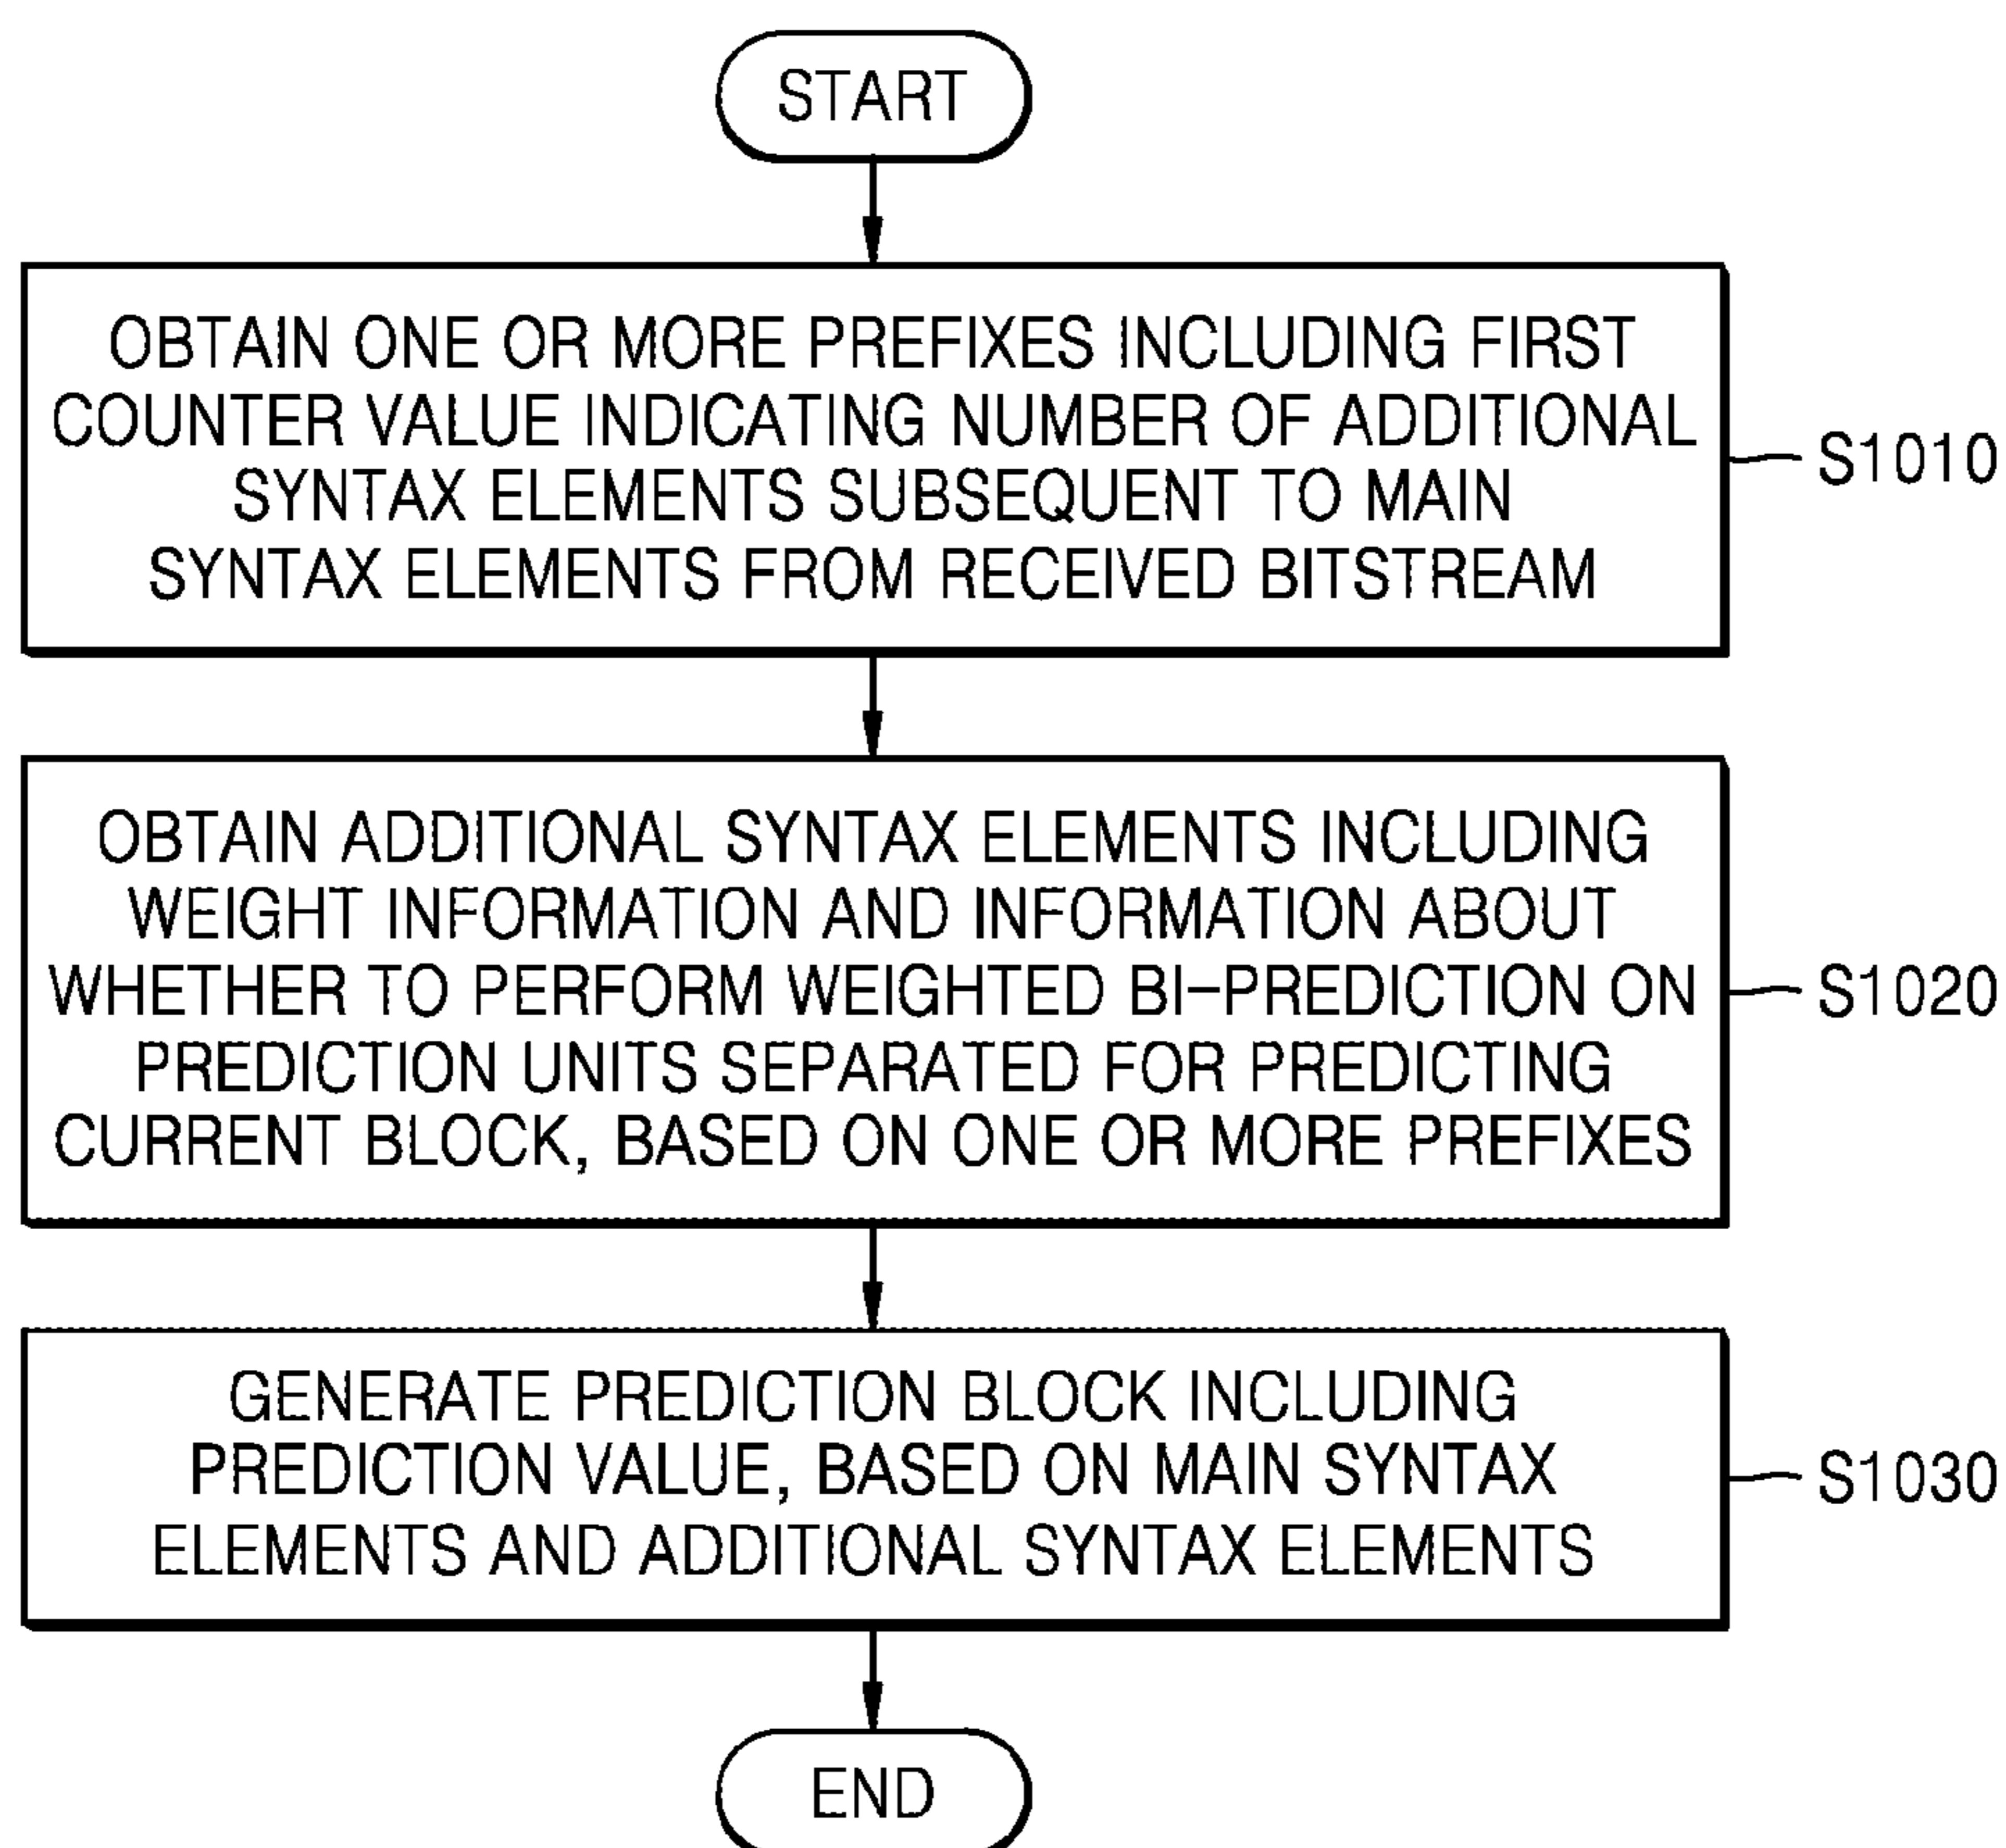 START
OBTAIN ONE OR MORE PREFIXES INCLUDING FIRST
COUNTER VALUE INDICATING NUMBER OF ADDITIONAL
SYNTAX ELEMENTS SUBSEQUENT TO MAIN
SYNTAX ELEMENTS FROM RECEIVED BITSTREAM
S1010
OBTAIN ADDITIONAL SYNTAX ELEMENTS INCLUDING
WEIGHT INFORMATION AND INFORMATION ABOUT
WHETHER TO PERFORM WEIGHTED BI-PREDICTION ON
PREDICTION UNITS SEPARATED FOR PREDICTING
CURRENT BLOCK, BASED ON ONE OR MORE PREFIXES
S1020
GENERATE PREDICTION BLOCK INCLUDING
PREDICTION VALUE, BASED ON MAIN SYNTAX
ELEMENTS AND ADDITIONAL SYNTAX ELEMENTS
S1030
END